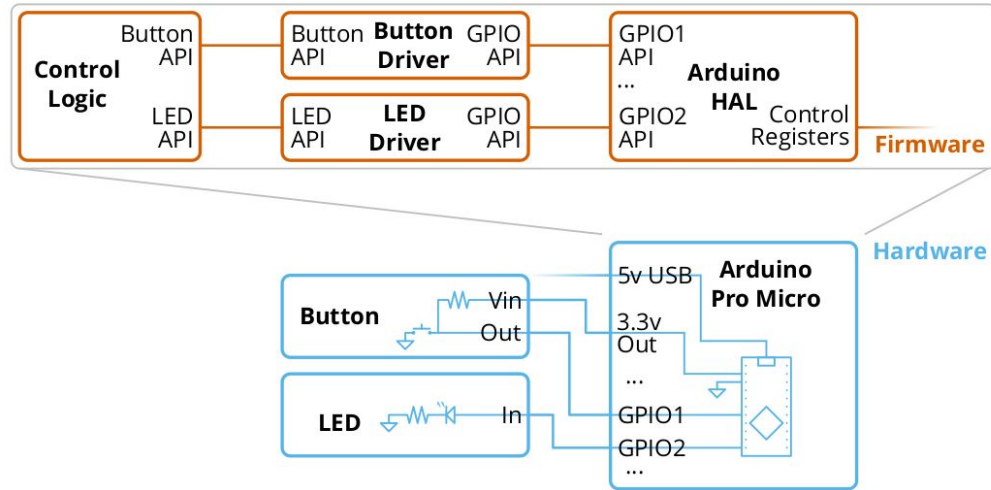 Control
Logic
Button
API
LED
API
Button
API
Button
Driver
GPIO
API
LED
API
LED
Driver
GPIO
API
GPIO1
API
...
GPIO2
API
Arduino
HAL
Control
Registers
Firmware
Hardware
Button
Vin
Out
LED
In
5v USB
Arduino
Pro Micro
3.3v
Out
...
GPIO1
GPIO2
...